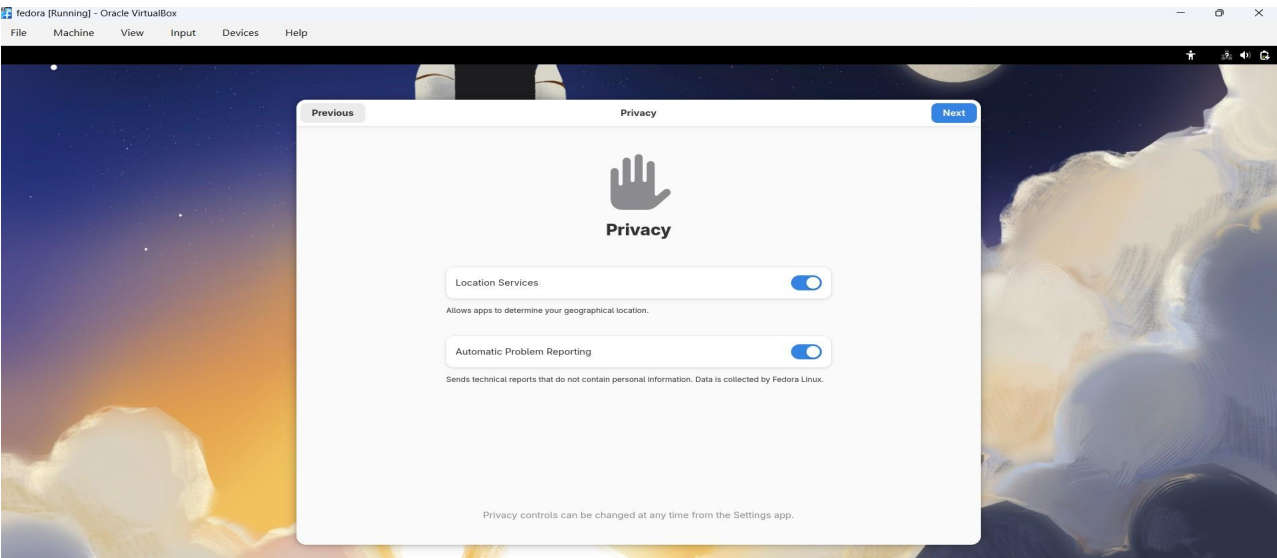 fedora [Running] - Oracle VirtualBox
File Machine View Input Devices Help
Previous Privacy Next
Privacy
Location Services
Allows apps to determine your geographical location.
Automatic Problem Reporting
Sends technical reports that do not contain personal information. Data is collected by Fedora Linux.
Privacy controls can be changed at any time from the Settings app.